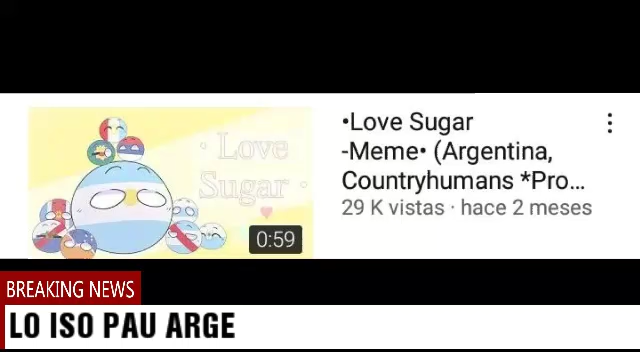 · Love
Sugar ·
0:59
•Love Sugar
-Meme• (Argentina,
Countryhumans *Pro...
29 K vistas · hace 2 meses
BREAKING NEWS
LO ISO PAU ARGE